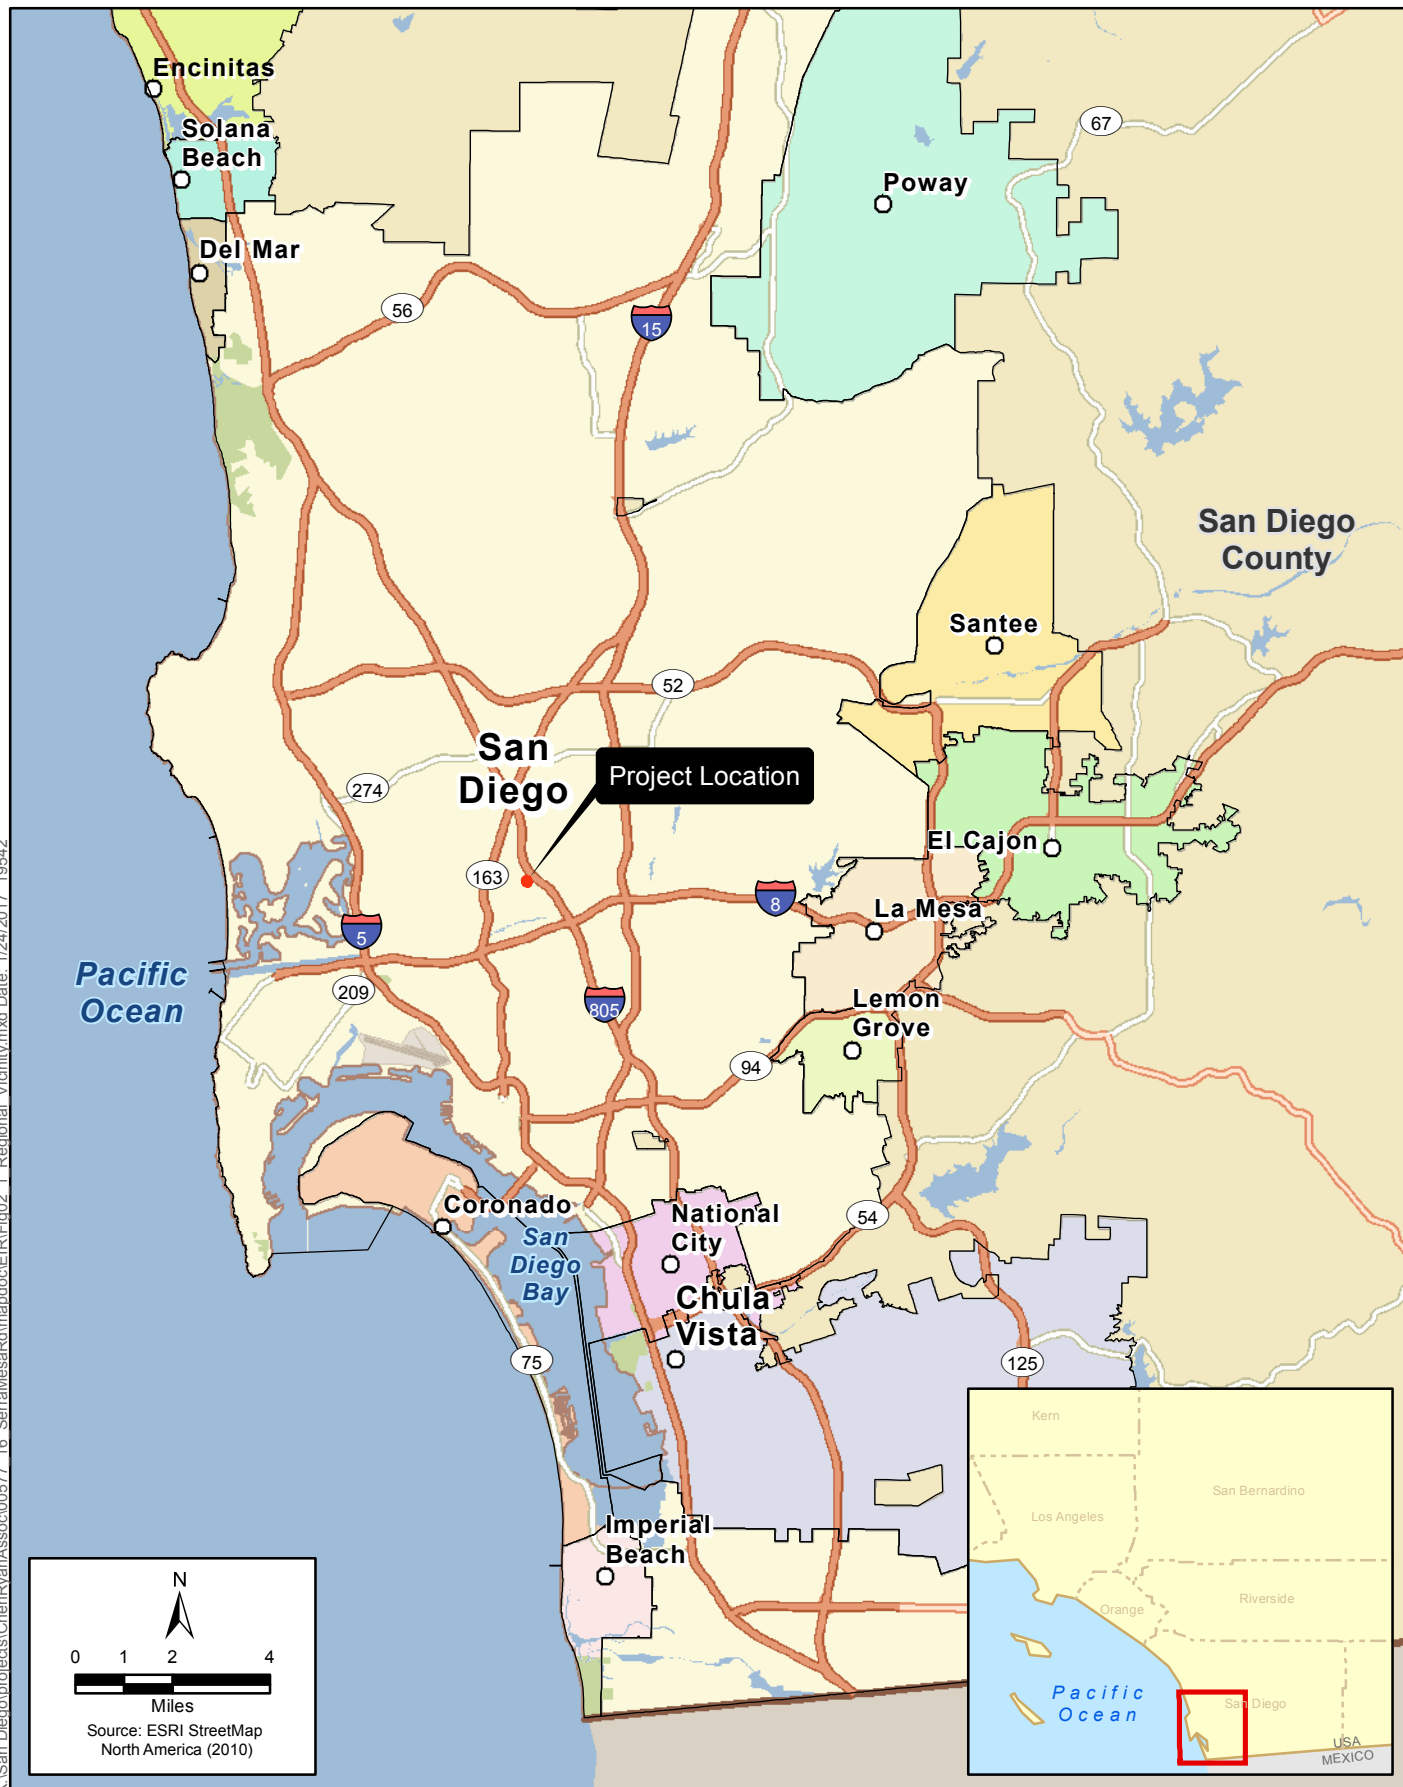 Encinitas
Solana
Beach
Del Mar
Poway
67
56
15
San Diego
County
Santee
52
San
Diego
Project Location
274
163
El Cajon
8
La Mesa
5
Pacific
Ocean
209
805
Lemon
Grove
94
Coronado
San
Diego
Bay
National
City
54
Chula
Vista
75
125
Imperial
Beach
N
0 1 2 4
Miles
Source: ESRI StreetMap
North America (2010)
Kern
San Bernardino
Los Angeles
Orange
Riverside
Pacific
Ocean
San Diego
USA
MEXICO